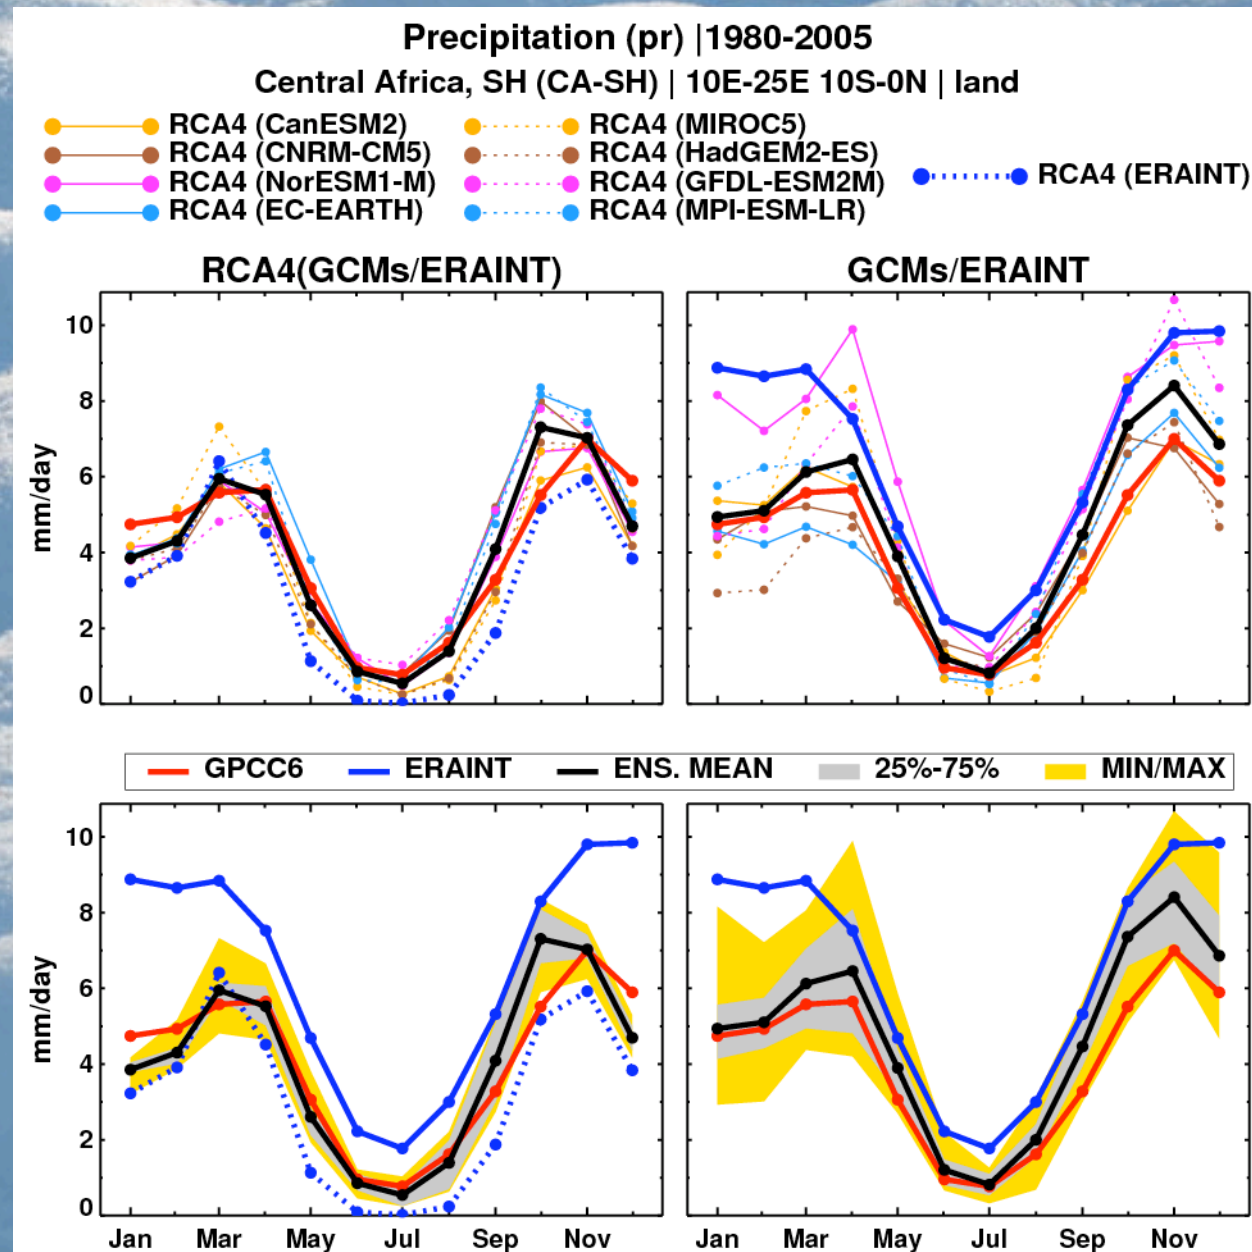 Precipitation (pr) |1980-2005
Central Africa, SH (CA-SH) | 10E-25E 10S-0N | land
RCA4 (CanESM2) RCA4 (MIROC5)
RCA4 (CNRM-CM5) RCA4 (HadGEM2-ES)
RCA4 (NorESM1-M) RCA4 (GFDL-ESM2M) RCA4 (ERAINT)
RCA4 (EC-EARTH) RCA4 (MPI-ESM-LR)
RCA4(GCMs/ERAINT) GCMs/ERAINT
10
8
6
4
2
0
mm/day
GPCC6 ERAINT ENS. MEAN 25%-75% MIN/MAX
10
8
6
4
2
0
mm/day
Jan Mar May Jul Sep Nov Jan Mar May Jul Sep Nov